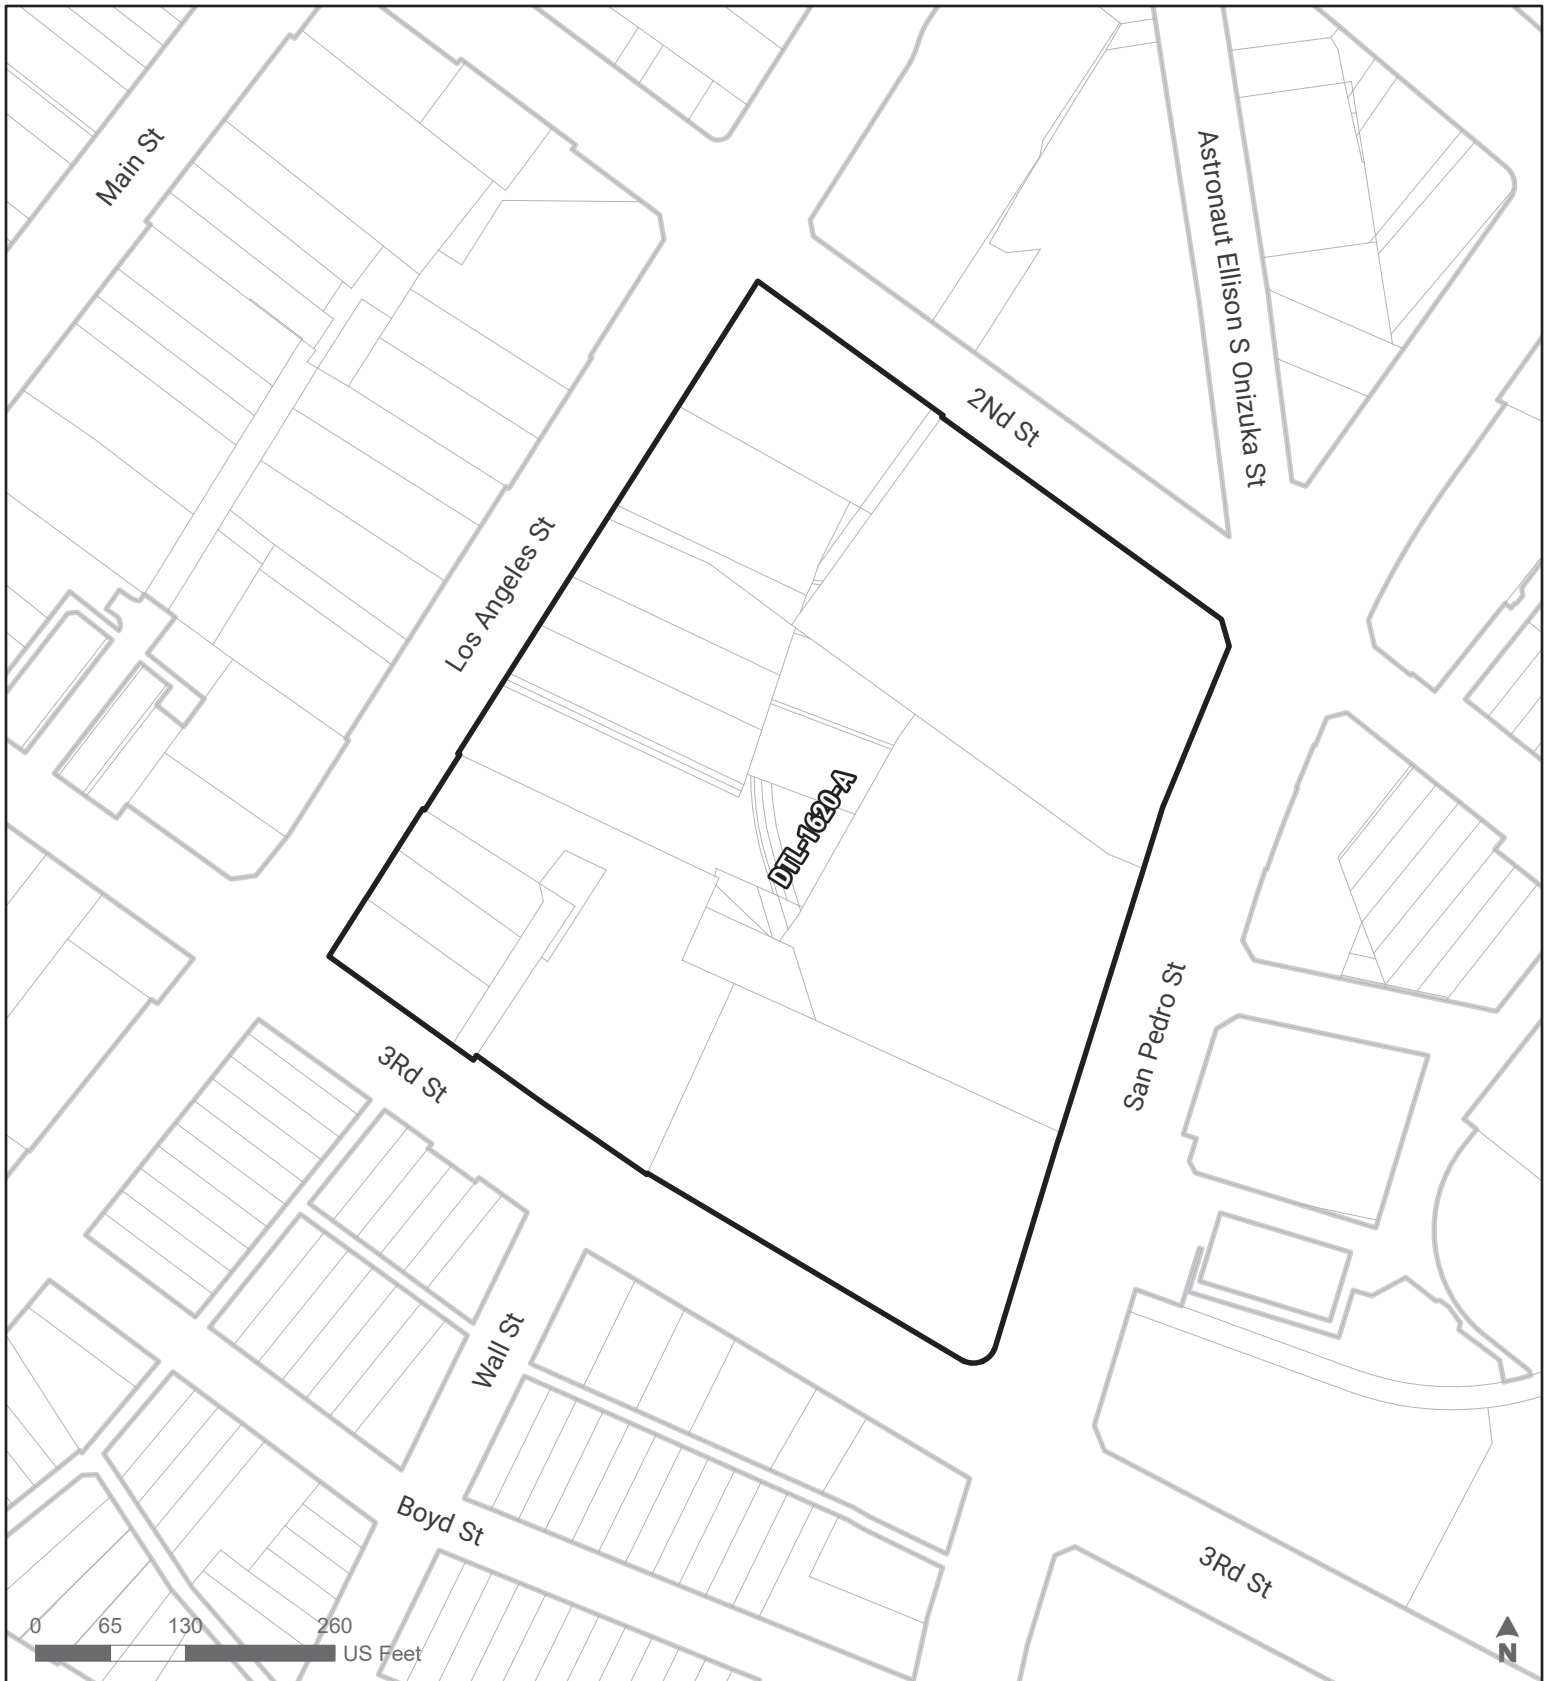 Main St
Astronaut Ellison S Onizuka St
2Nd St
Los Angeles St
DTL-1620-A
San Pedro St
3Rd St
Wall St
Boyd St
3Rd St
0 65 130 260
US Feet
N